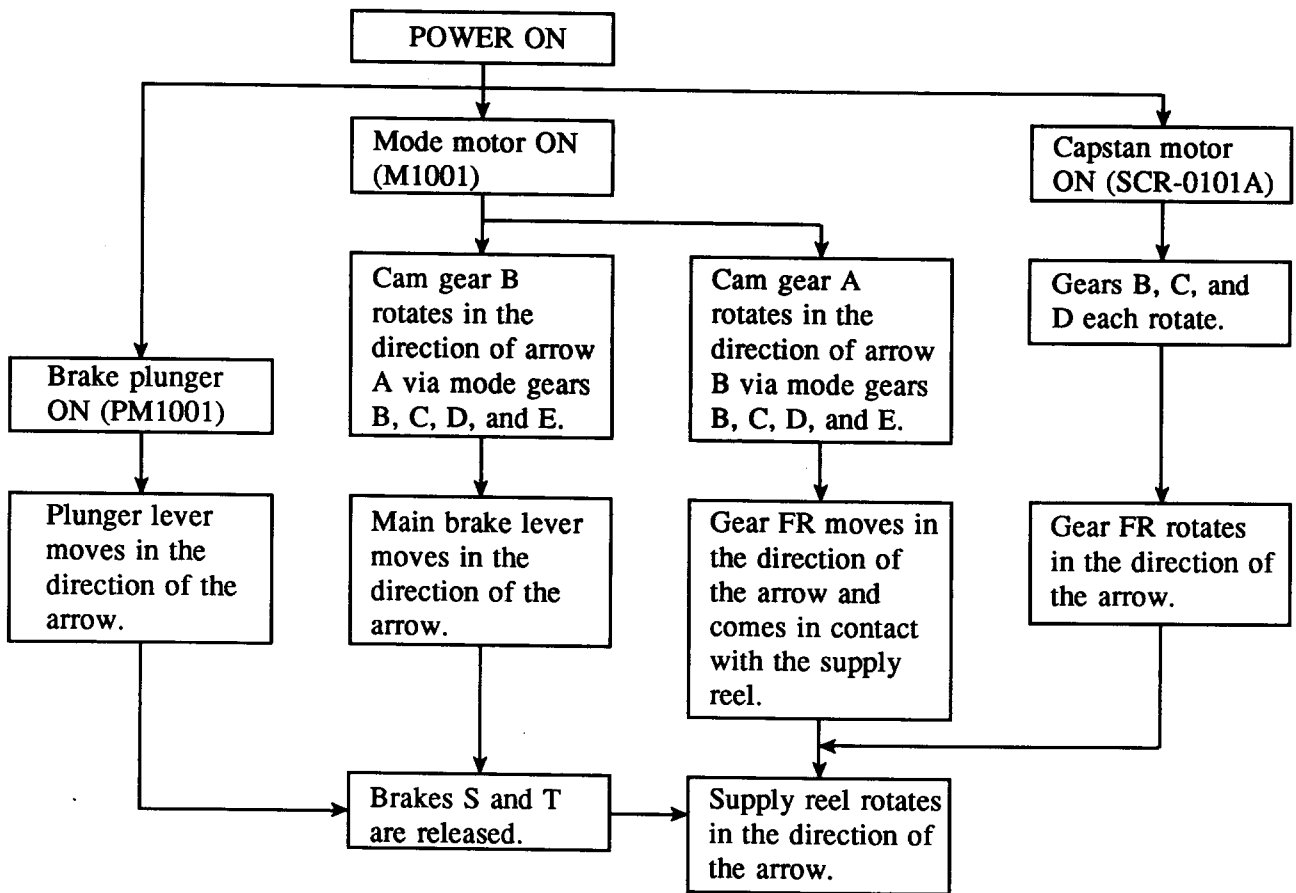 POWER ON
Mode motor ON
(M1001)
Capstan motor
ON (SCR-0101A)
Cam gear B
rotates in the
direction of arrow
A via mode gears
B, C, D, and E.
Cam gear A
rotates in the
direction of arrow
B via mode gears
B, C, D, and E.
Gears B, C, and
D each rotate.
Brake plunger
ON (PM1001)
Plunger lever
moves in the
direction of the
arrow.
Main brake lever
moves in the
direction of the
arrow.
Gear FR moves in
the direction of
the arrow and
comes in contact
with the supply
reel.
Gear FR rotates
in the direction of
the arrow.
Brakes S and T
are released.
Supply reel rotates
in the direction of
the arrow.